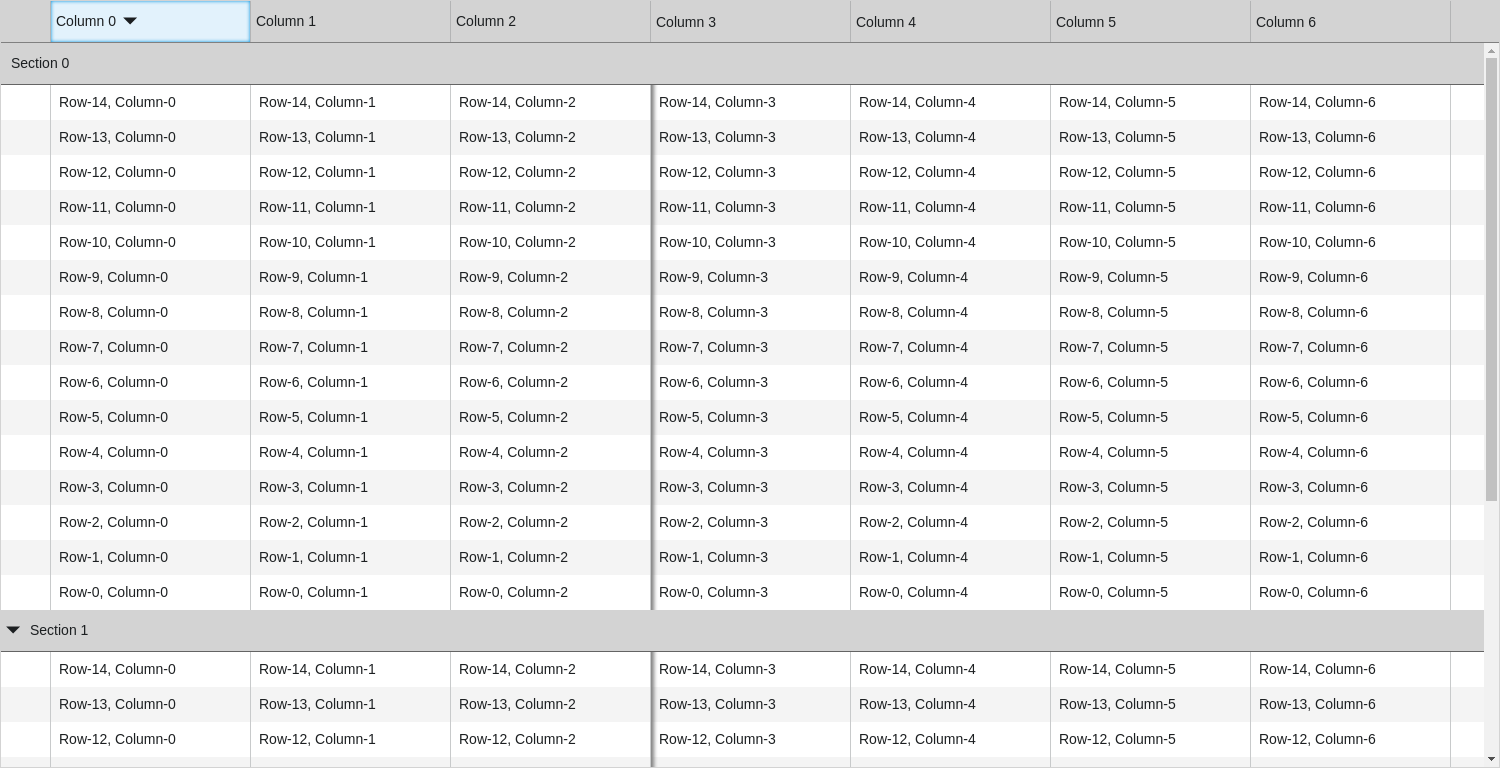 Column 0 Column 1 Column 2 Column 3 Column 4 Column 5 Column 6
Section 0
Row-14, Column-0 Row-14, Column-1 Row-14, Column-2 Row-14, Column-3 Row-14, Column-4 Row-14, Column-5 Row-14, Column-6
Row-13, Column-0 Row-13, Column-1 Row-13, Column-2 Row-13, Column-3 Row-13, Column-4 Row-13, Column-5 Row-13, Column-6
Row-12, Column-0 Row-12, Column-1 Row-12, Column-2 Row-12, Column-3 Row-12, Column-4 Row-12, Column-5 Row-12, Column-6
Row-11, Column-0 Row-11, Column-1 Row-11, Column-2 Row-11, Column-3 Row-11, Column-4 Row-11, Column-5 Row-11, Column-6
Row-10, Column-0 Row-10, Column-1 Row-10, Column-2 Row-10, Column-3 Row-10, Column-4 Row-10, Column-5 Row-10, Column-6
Row-9, Column-0 Row-9, Column-1 Row-9, Column-2 Row-9, Column-3 Row-9, Column-4 Row-9, Column-5 Row-9, Column-6
Row-8, Column-0 Row-8, Column-1 Row-8, Column-2 Row-8, Column-3 Row-8, Column-4 Row-8, Column-5 Row-8, Column-6
Row-7, Column-0 Row-7, Column-1 Row-7, Column-2 Row-7, Column-3 Row-7, Column-4 Row-7, Column-5 Row-7, Column-6
Row-6, Column-0 Row-6, Column-1 Row-6, Column-2 Row-6, Column-3 Row-6, Column-4 Row-6, Column-5 Row-6, Column-6
Row-5, Column-0 Row-5, Column-1 Row-5, Column-2 Row-5, Column-3 Row-5, Column-4 Row-5, Column-5 Row-5, Column-6
Row-4, Column-0 Row-4, Column-1 Row-4, Column-2 Row-4, Column-3 Row-4, Column-4 Row-4, Column-5 Row-4, Column-6
Row-3, Column-0 Row-3, Column-1 Row-3, Column-2 Row-3, Column-3 Row-3, Column-4 Row-3, Column-5 Row-3, Column-6
Row-2, Column-0 Row-2, Column-1 Row-2, Column-2 Row-2, Column-3 Row-2, Column-4 Row-2, Column-5 Row-2, Column-6
Row-1, Column-0 Row-1, Column-1 Row-1, Column-2 Row-1, Column-3 Row-1, Column-4 Row-1, Column-5 Row-1, Column-6
Row-0, Column-0 Row-0, Column-1 Row-0, Column-2 Row-0, Column-3 Row-0, Column-4 Row-0, Column-5 Row-0, Column-6
Section 1
Row-14, Column-0 Row-14, Column-1 Row-14, Column-2 Row-14, Column-3 Row-14, Column-4 Row-14, Column-5 Row-14, Column-6
Row-13, Column-0 Row-13, Column-1 Row-13, Column-2 Row-13, Column-3 Row-13, Column-4 Row-13, Column-5 Row-13, Column-6
Row-12, Column-0 Row-12, Column-1 Row-12, Column-2 Row-12, Column-3 Row-12, Column-4 Row-12, Column-5 Row-12, Column-6